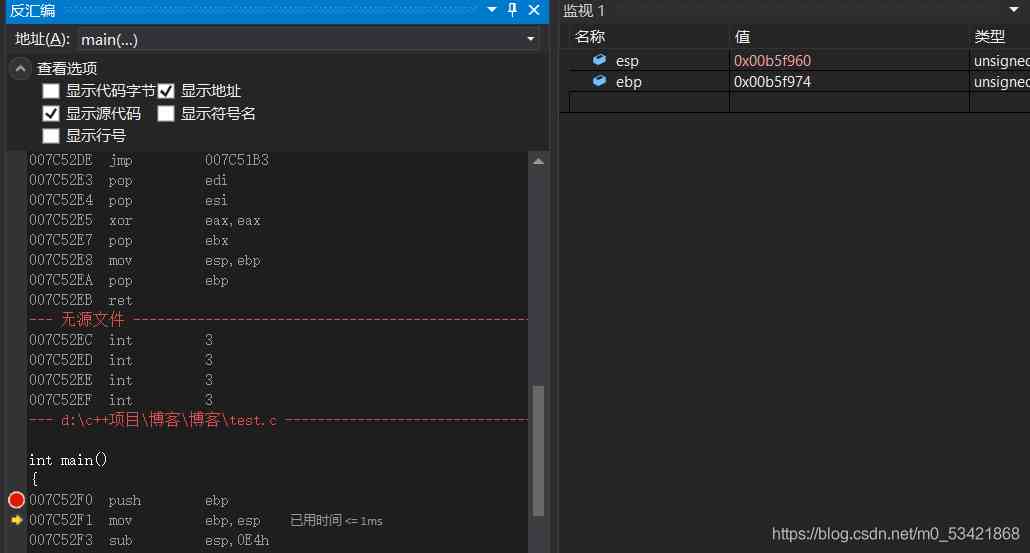 反汇编
地址(A): main(...)
查看选项
显示代码字节 显示地址
显示源代码 显示符号名
显示行号
007C52DE jmp 007C51B3
007C52E3 pop edi
007C52E4 pop esi
007C52E5 xor eax,eax
007C52E7 pop ebx
007C52E8 mov esp,ebp
007C52EA pop ebp
007C52EB ret
--- 无源文件 -------------------------------------------------
007C52EC int 3
007C52ED int 3
007C52EE int 3
007C52EF int 3
--- d:\c++项目\博客\博客\test.c ------------------------------
int main()
{
007C52F0 push ebp
007C52F1 mov ebp,esp 已用时间 <= 1ms
007C52F3 sub esp,0E4h
监视 1
名称 值 类型
esp 0x00b5f960 unsigned
ebp 0x00b5f974 unsigned
https://blog.csdn.net/m0_53421868